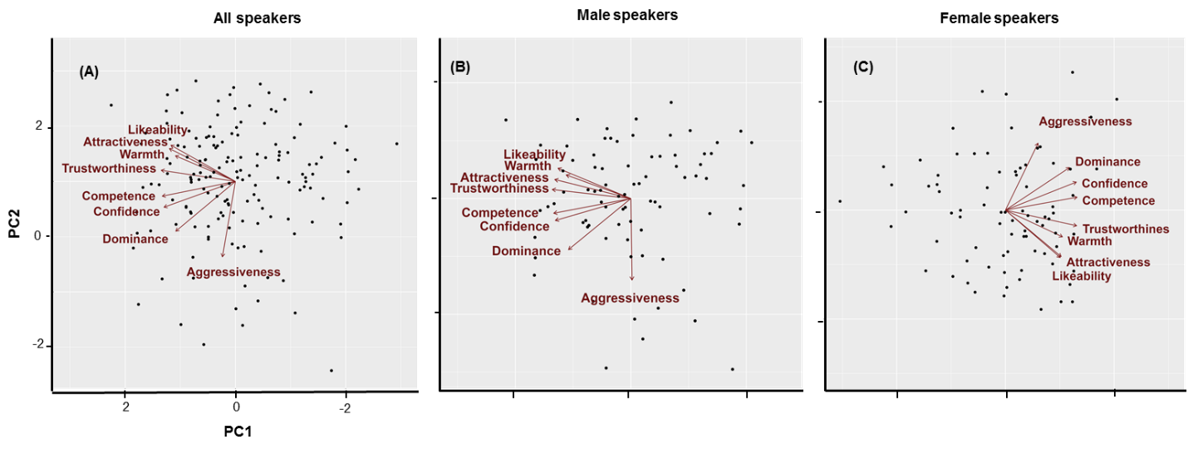 All speakers
Male speakers
Female speakers
(A)
Likeability
Attractiveness
Warmth
Trustworthiness
Competence
Confidence
Dominance
Aggressiveness
(B)
Likeability
Warmth
Attractiveness
Trustworthiness
Competence
Confidence
Dominance
Aggressiveness
(C)
Aggressiveness
Dominance
Confidence
Competence
Trustworthines
Warmth
Attractiveness
Likeability
PC2
2
0
-2
2
0
-2
PC1